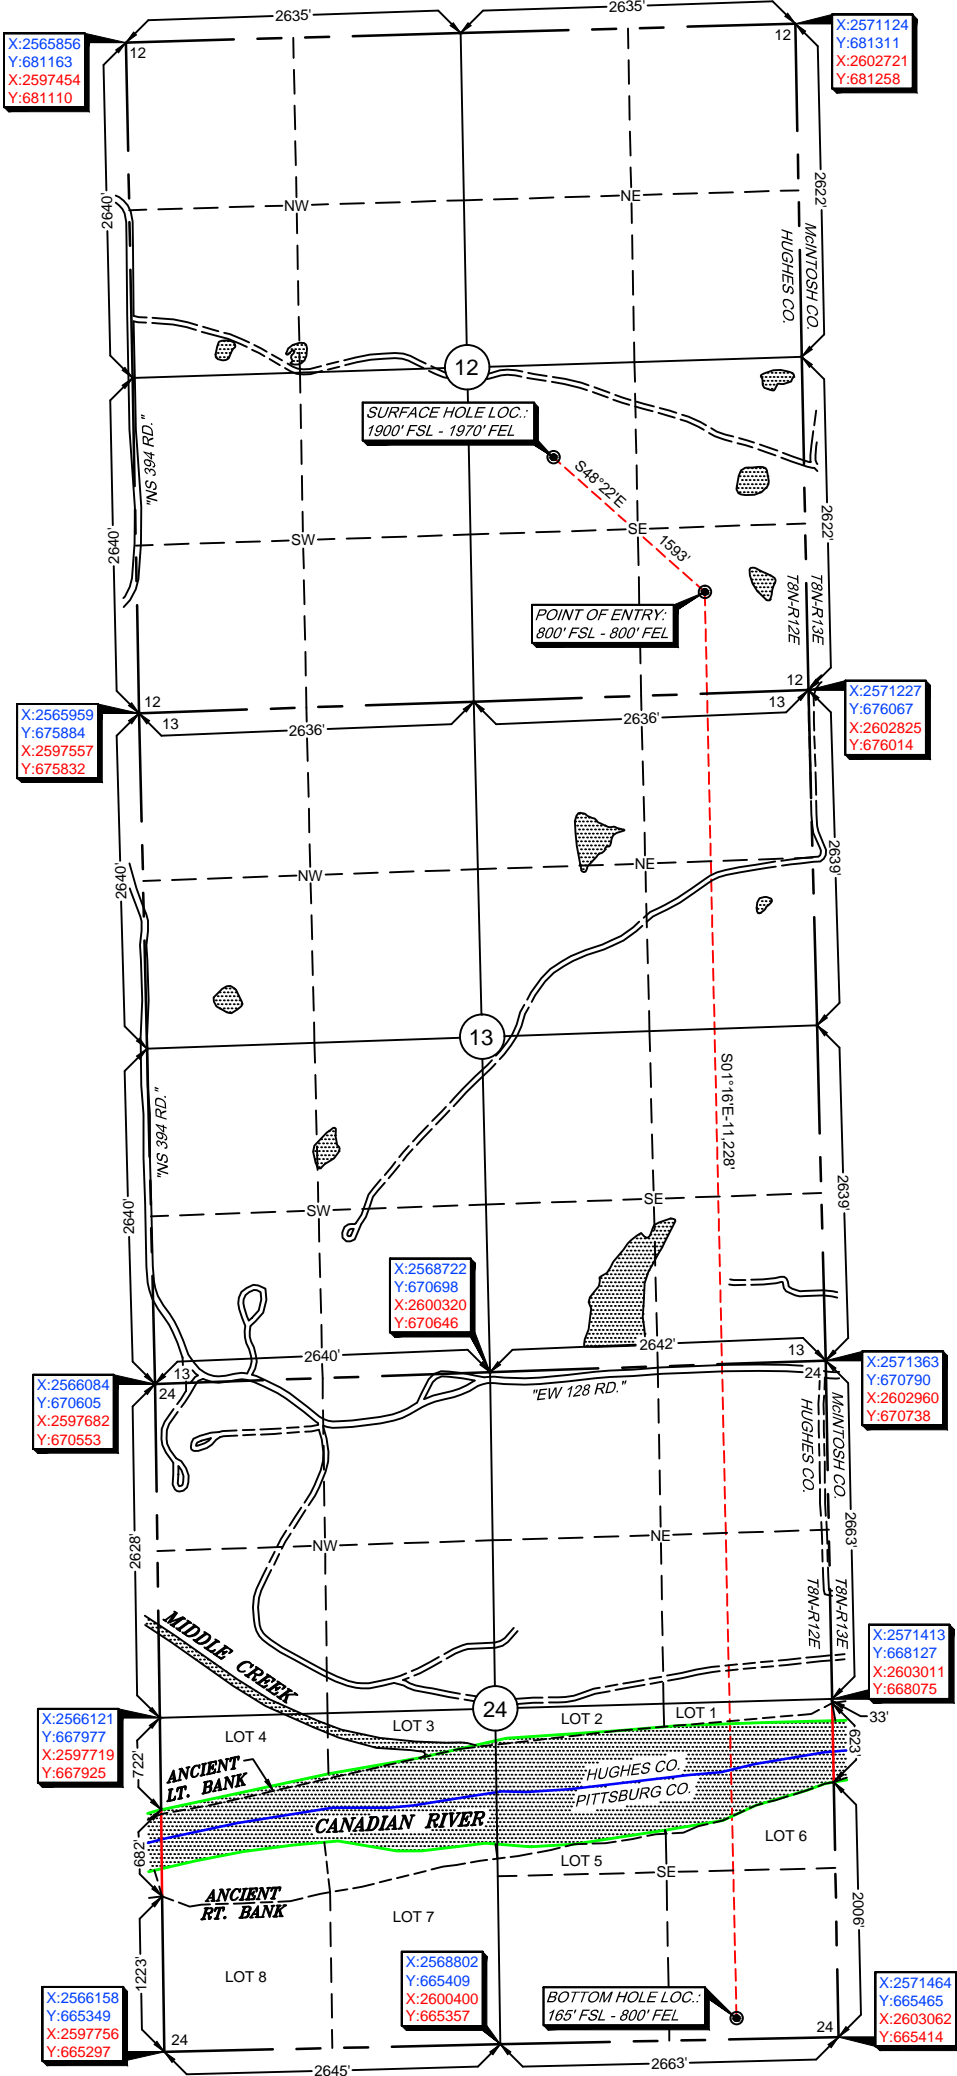 2635'
2635'
X:2565856
Y:681163
X:2597454
Y:681110
12
12
X:2571124
Y:681311
X:2602721
Y:681258
NW
NE
2640'
2622'
McINTOSH CO.
HUGHES CO.
12
SURFACE HOLE LOC.:
1900' FSL - 1970' FEL
"NS 394 RD."
S48°22'E
1593'
2640'
2622'
SW
SE
T8N-R13E
T8N-R12E
POINT OF ENTRY:
800' FSL - 800' FEL
12
13
12
13
X:2565959
Y:675884
X:2597557
Y:675832
2636'
2636'
X:2571227
Y:676067
X:2602825
Y:676014
2640'
2639'
NW
NE
13
S01°16'E-11,228'
"NS 394 RD."
2640'
2639'
SW
SE
X:2568722
Y:670698
X:2600320
Y:670646
2640'
2642'
13
24
13
24
"EW 128 RD."
X:2566084
Y:670605
X:2597682
Y:670553
X:2571363
Y:670790
X:2602960
Y:670738
McINTOSH CO.
HUGHES CO.
2628'
2663'
NW
NE
T8N-R13E
T8N-R12E
MIDDLE CREEK
24
X:2571413
Y:668127
X:2603011
Y:668075
33'
623'
X:2566121
Y:667977
X:2597719
Y:667925
722'
LOT 4
LOT 3
LOT 2
LOT 1
ANCIENT
LT. BANK
HUGHES CO.
PITTSBURG CO.
CANADIAN RIVER
682'
LOT 6
LOT 5
SE
ANCIENT
RT. BANK
LOT 7
2006'
1223'
LOT 8
X:2568802
Y:665409
X:2600400
Y:665357
BOTTOM HOLE LOC.:
165' FSL - 800' FEL
X:2566158
Y:665349
X:2597756
Y:665297
24
24
X:2571464
Y:665465
X:2603062
Y:665414
2645'
2663'